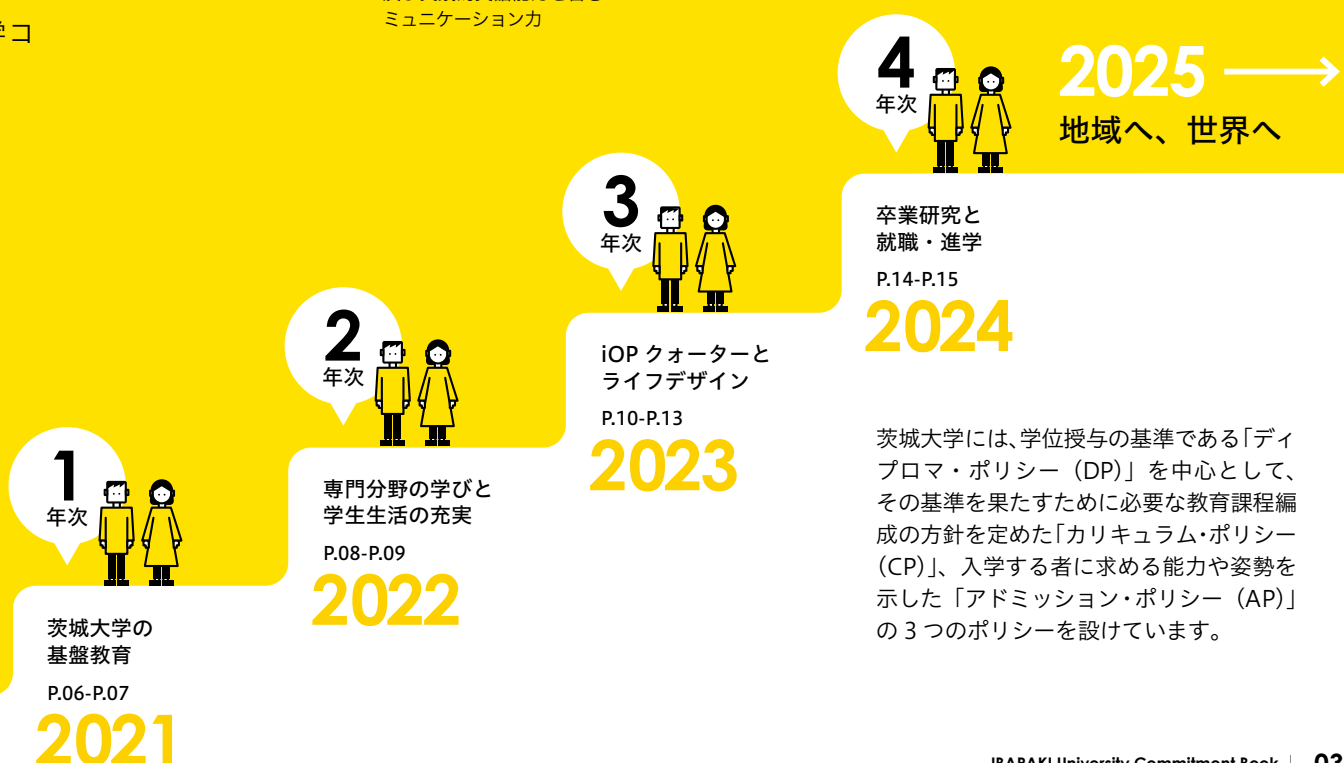 学コ
ミュニケーション力
1
年次
茨城大学の
基盤教育
P.06-P.07
2021
2
年次
専門分野の学びと
学生生活の充実
P.08-P.09
2022
3
年次
iOP クォーターと
ライフデザイン
P.10-P.13
2023
4
年次
卒業研究と
就職・進学
P.14-P.15
2024
2025
地域へ、世界へ
茨城大学には、学位授与の基準である「ディ
プロマ・ポリシー（DP）」を中心として、
その基準を果たすために必要な教育課程編
成の方針を定めた「カリキュラム・ポリシー
（CP）」、入学する者に求める能力や姿勢を
示した「アドミッション・ポリシー（AP）」
の 3 つのポリシーを設けています。
IBARAKI University Commitment Book | 03